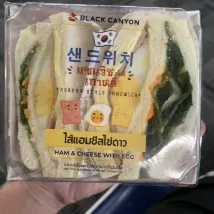 BLACK CANYON
샌드위치
แซนวิช
เกาหลี
KOREAN STYLE SANDWICH
ไส้แฮมชีสไข่ดาว
HAM & CHEESE WITH EGG